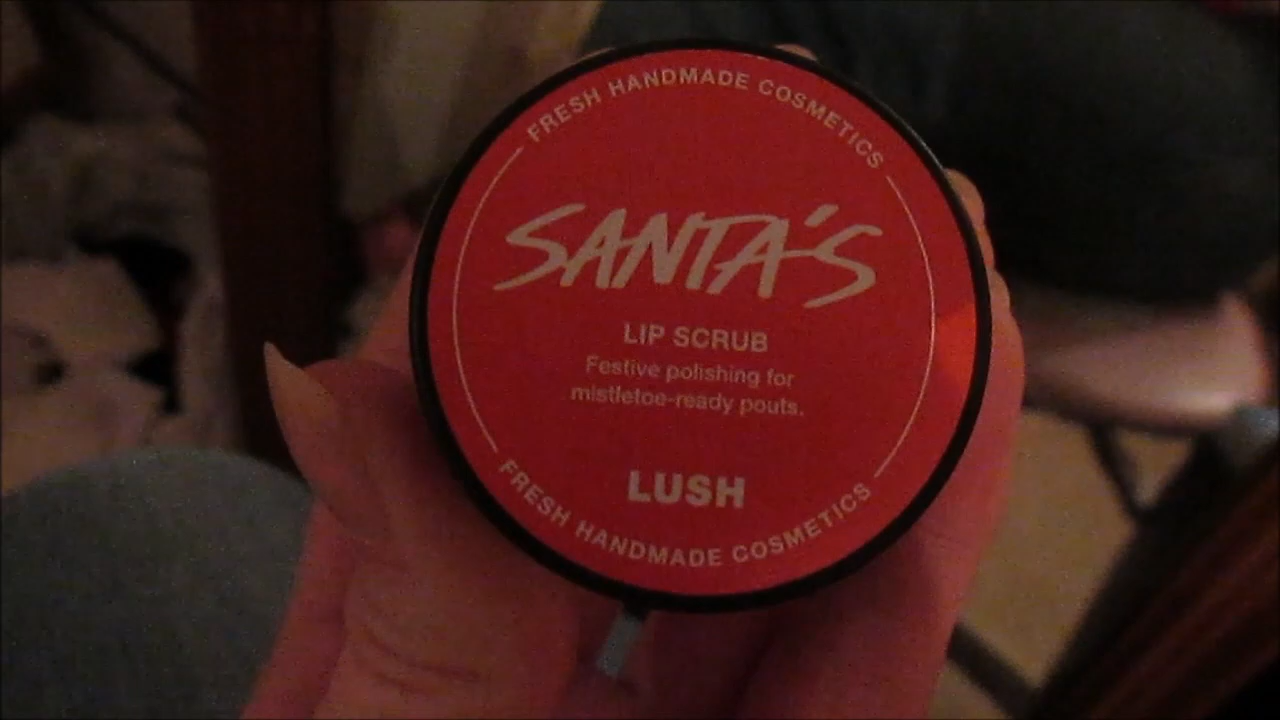 FRESH HANDMADE COSMETICS
SANTA'S
LIP SCRUB
Festive polishing for
mistletoe-ready pouts.
LUSH
FRESH HANDMADE COSMETICS